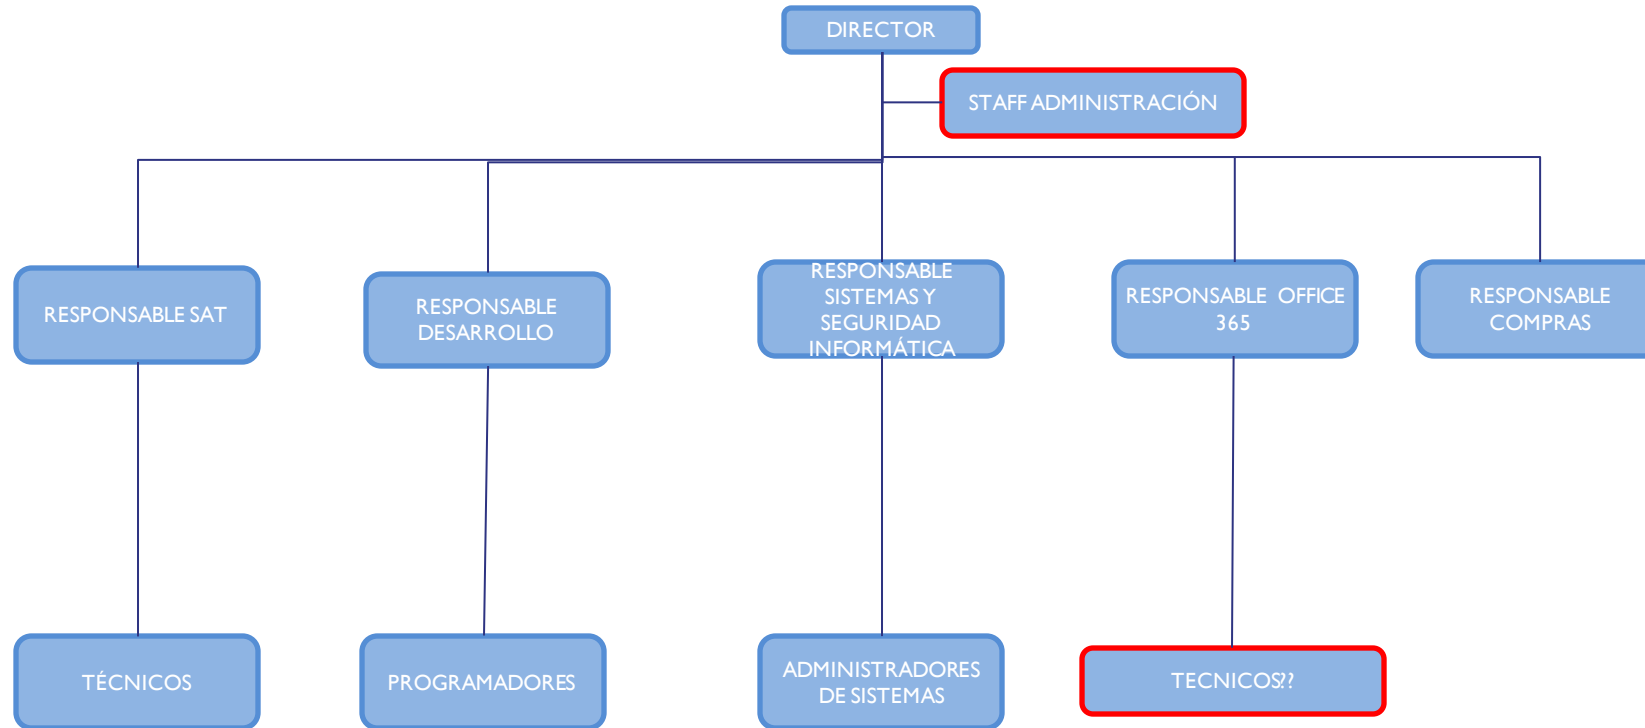 DIRECTOR
STAFF ADMINISTRACIÓN
RESPONSABLE SAT
RESPONSABLE
DESARROLLO
RESPONSABLE
SISTEMAS Y
SEGURIDAD
INFORMÁTICA
RESPONSABLE OFFICE
365
RESPONSABLE
COMPRAS
TÉCNICOS
PROGRAMADORES
ADMINISTRADORES
DE SISTEMAS
TECNICOS??